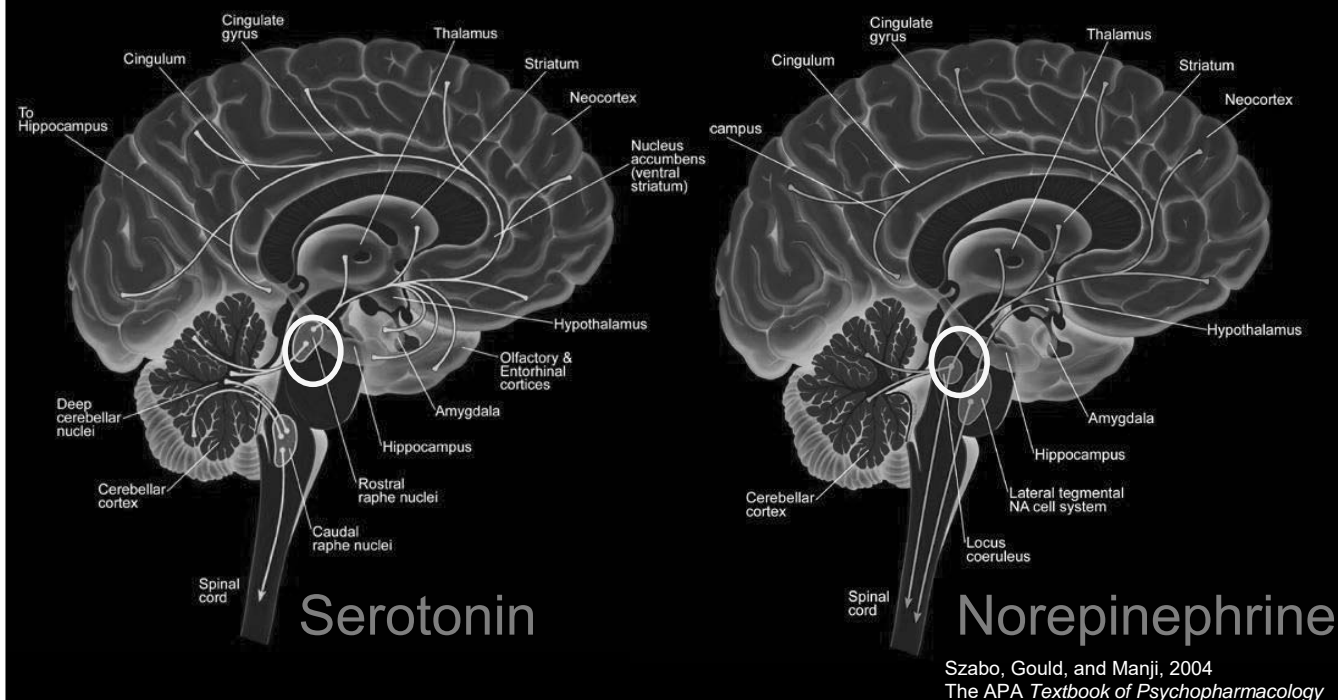 Cingulate
gyrus
Thalamus
Cingulum
Striatum
Neocortex
To
Hippocampus
Nucleus
accumbens
(ventral
striatum)
Hypothalamus
Olfactory &
Entorhinal
cortices
Amygdala
Deep
cerebellar
nuclei
Hippocampus
Cerebellar
cortex
Rostral
raphe nuclei
Caudal
raphe nuclei
Spinal
cord
Serotonin
Cingulate
gyrus
Thalamus
Cingulum
Striatum
Neocortex
campus
Hypothalamus
Amygdala
Hippocampus
Cerebellar
cortex
Lateral tegmental
NA cell system
Locus
coeruleus
Spinal
cord
Norepinephrine
Szabo, Gould, and Manji, 2004
The APA Textbook of Psychopharmacology